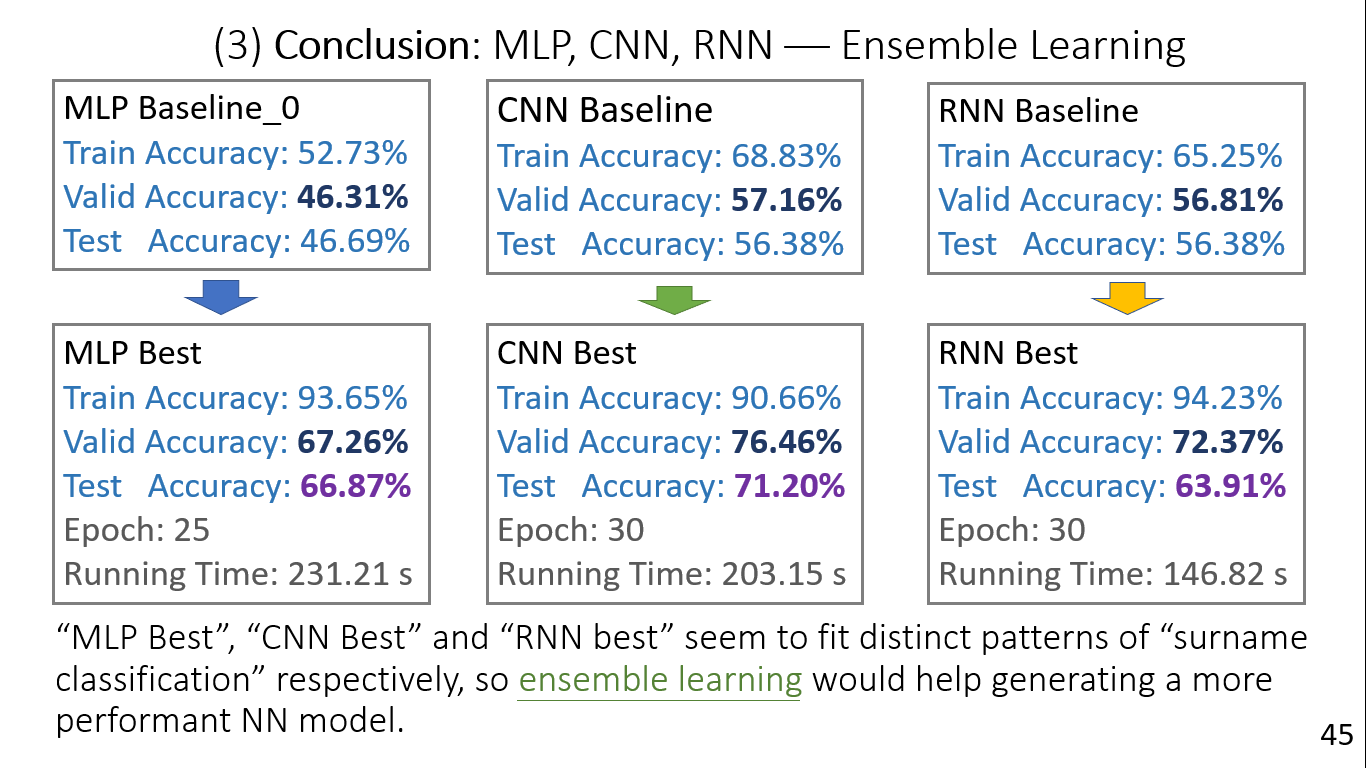 (3) Conclusion: MLP, CNN, RNN — Ensemble Learning
MLP Baseline_0
Train Accuracy: 52.73%
Valid Accuracy: 46.31%
Test Accuracy: 46.69%
CNN Baseline
Train Accuracy: 68.83%
Valid Accuracy: 57.16%
Test Accuracy: 56.38%
RNN Baseline
Train Accuracy: 65.25%
Valid Accuracy: 56.81%
Test Accuracy: 56.38%
MLP Best
Train Accuracy: 93.65%
Valid Accuracy: 67.26%
Test Accuracy: 66.87%
Epoch: 25
Running Time: 231.21 s
CNN Best
Train Accuracy: 90.66%
Valid Accuracy: 76.46%
Test Accuracy: 71.20%
Epoch: 30
Running Time: 203.15 s
RNN Best
Train Accuracy: 94.23%
Valid Accuracy: 72.37%
Test Accuracy: 63.91%
Epoch: 30
Running Time: 146.82 s
“MLP Best”, “CNN Best” and “RNN best” seem to fit distinct patterns of “surname
classification” respectively, so ensemble learning would help generating a more
performant NN model.
45